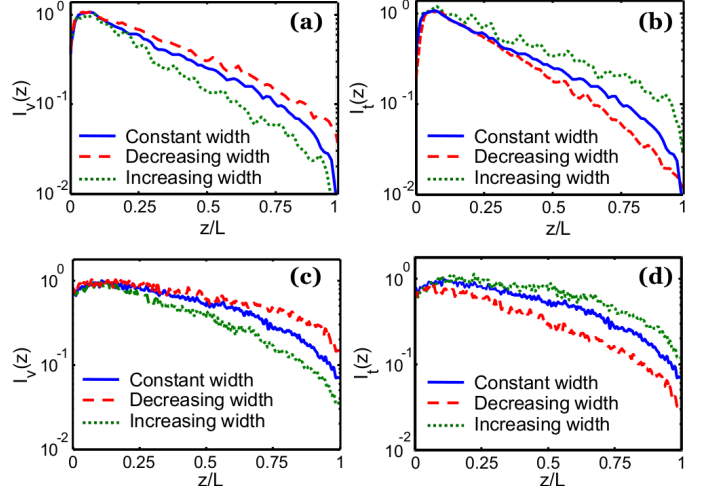 (a)
I_v(z)
10^0
10^-1
10^-2
Constant width
Decreasing width
Increasing width
0 0.25 0.5 0.75 1
z/L
(b)
I_t(z)
10^0
10^-1
10^-2
Constant width
Decreasing width
Increasing width
0 0.25 0.5 0.75 1
z/L
(c)
I_v(z)
10^0
10^-1
10^-2
Constant width
Decreasing width
Increasing width
0 0.25 0.5 0.75 1
z/L
(d)
I_t(z)
10^0
10^-1
10^-2
Constant width
Decreasing width
Increasing width
0 0.25 0.5 0.75 1
z/L